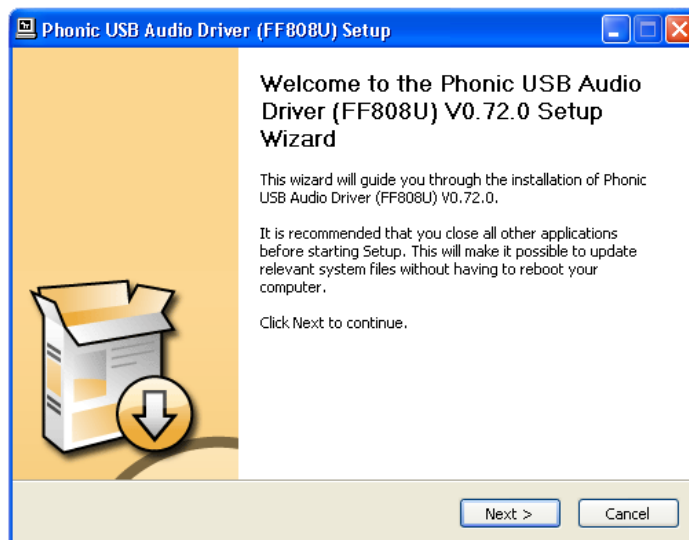 Phonic USB Audio Driver (FF808U) Setup
Welcome to the Phonic USB Audio
Driver (FF808U) V0.72.0 Setup
Wizard
This wizard will guide you through the installation of Phonic
USB Audio Driver (FF808U) V0.72.0.
It is recommended that you close all other applications
before starting Setup. This will make it possible to update
relevant system files without having to reboot your
computer.
Click Next to continue.
Next >
Cancel